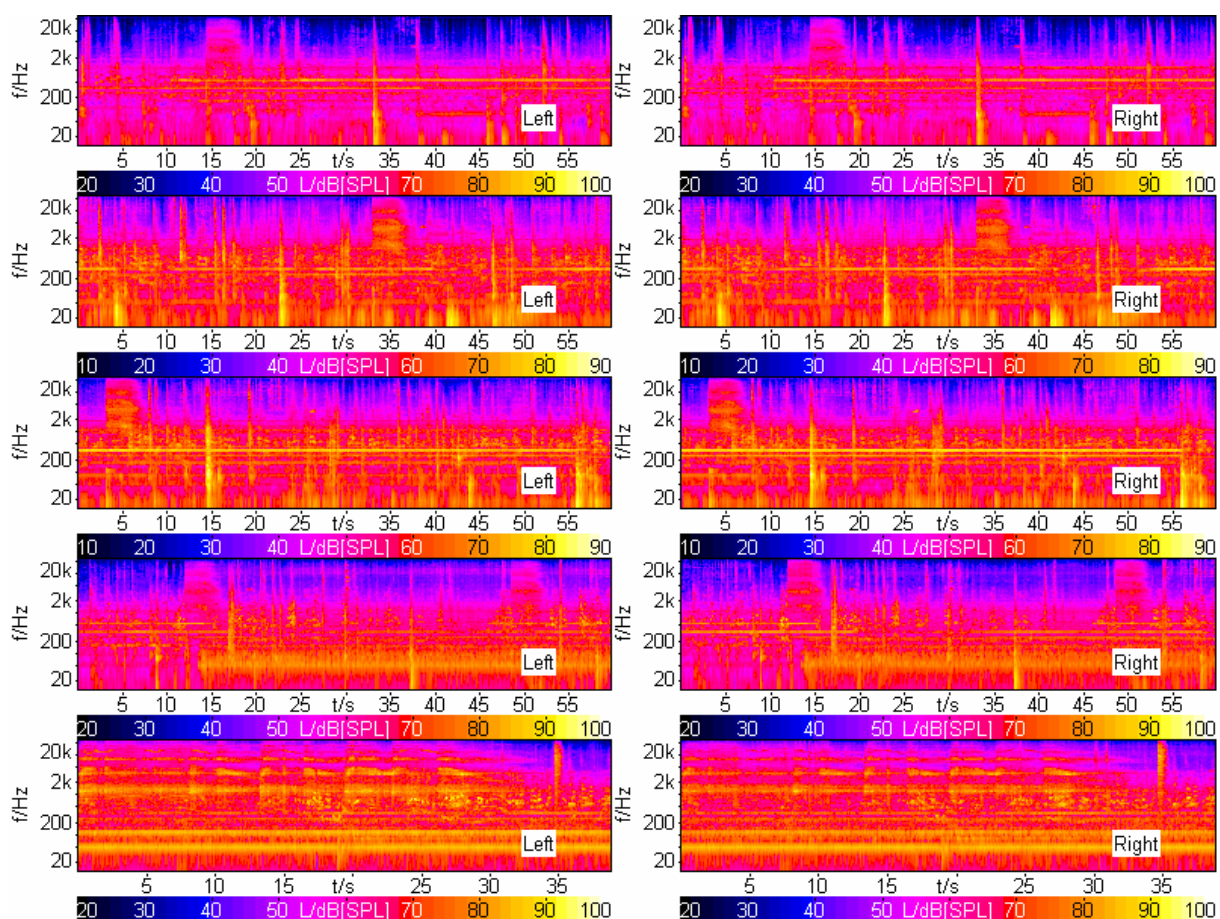 20k 20k
2k 2k
f/Hz f/Hz
200 200
Left Right
20 20
5 10 15 20 25 t/s 35 40 45 50 55 5 10 15 20 25 t/s 35 40 45 50 55
20 30 40 50 L/dB[SPL] 70 80 90 100 20 30 40 50 L/dB[SPL] 70 80 90 100
20k 20k
2k 2k
f/Hz f/Hz
200 200
Left Right
20 20
5 10 15 20 25 t/s 35 40 45 50 55 5 10 15 20 25 t/s 35 40 45 50 55
10 20 30 40 L/dB[SPL] 60 70 80 90 10 20 30 40 L/dB[SPL] 60 70 80 90
20k 20k
2k 2k
f/Hz f/Hz
200 200
Left Right
20 20
5 10 15 20 25 t/s 35 40 45 50 55 5 10 15 20 25 t/s 35 40 45 50 55
10 20 30 40 L/dB[SPL] 60 70 80 90 10 20 30 40 L/dB[SPL] 60 70 80 90
20k 20k
2k 2k
f/Hz f/Hz
200 200
Left Right
20 20
5 10 15 20 25 t/s 35 40 45 50 55 5 10 15 20 25 t/s 35 40 45 50 55
20 30 40 50 L/dB[SPL] 70 80 90 100 20 30 40 50 L/dB[SPL] 70 80 90 100
20k 20k
2k 2k
f/Hz f/Hz
200 200
Left Right
20 20
5 10 15 t/s 25 30 35 5 10 15 t/s 25 30 35
20 30 40 50 L/dB[SPL] 70 80 90 100 20 30 40 50 L/dB[SPL] 70 80 90 100